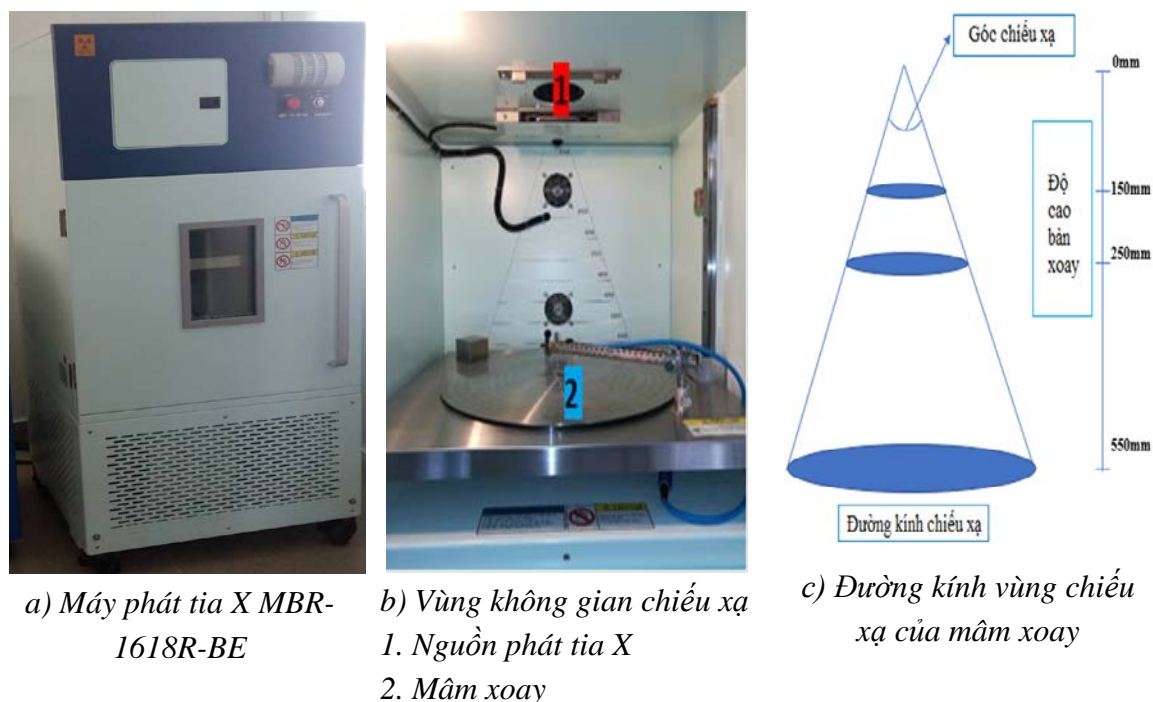 1
2
Góc chiếu xạ
0mm
Độ
cao
bàn
xoay
150mm
250mm
550mm
Đường kính chiếu xạ
a) Máy phát tia X MBR-
1618R-BE
b) Vùng không gian chiếu xạ
1. Nguồn phát tia X
2. Mâm xoay
c) Đường kính vùng chiếu
xạ của mâm xoay